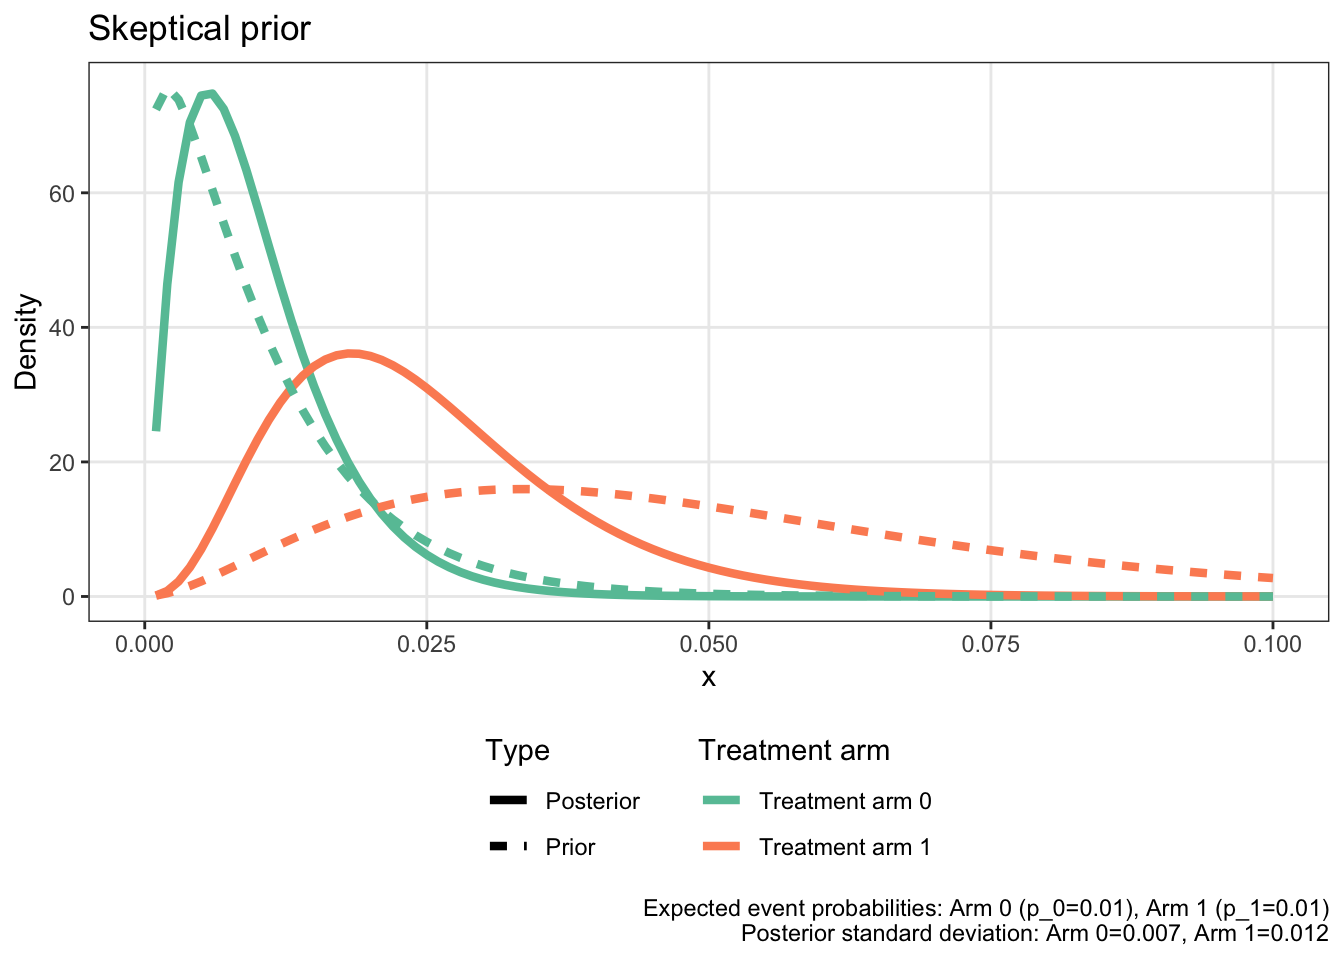 Skeptical prior
Density
60
40
20
0
0.000 0.025 0.050 0.075 0.100
x
Type Treatment arm
Posterior Treatment arm 0
Prior Treatment arm 1
Expected event probabilities: Arm 0 (p_0=0.01), Arm 1 (p_1=0.01)
Posterior standard deviation: Arm 0=0.007, Arm 1=0.012